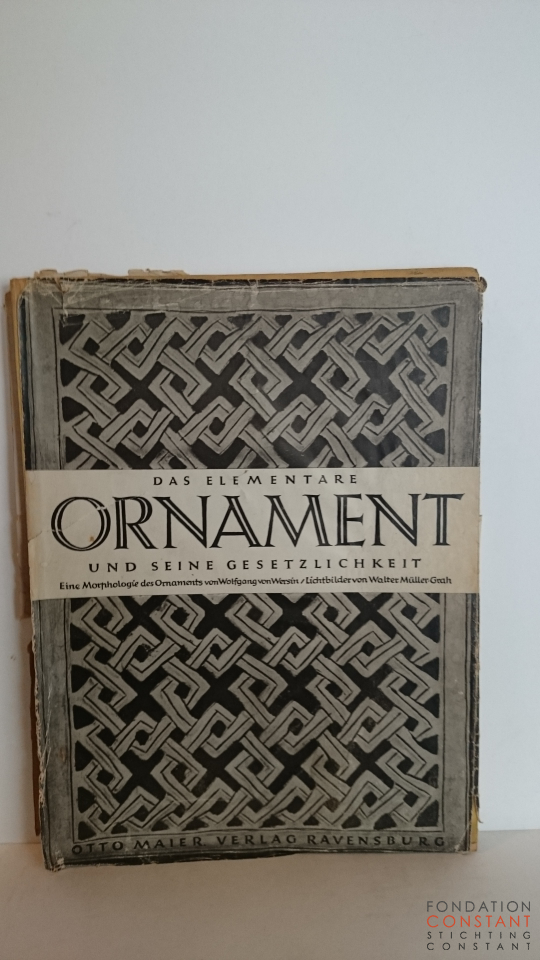 DAS ELEMENTARE
ORNAMENT
UND SEINE GESETZLICHKEIT
Eine Morphologie des Ornaments von Wolfgang von Wersin / Lichtbilder von Walter Müller-Grah
OTTO MAIER VERLAG RAVENSBURG
FONDATION
CONSTANT
STICHTING
CONSTANT